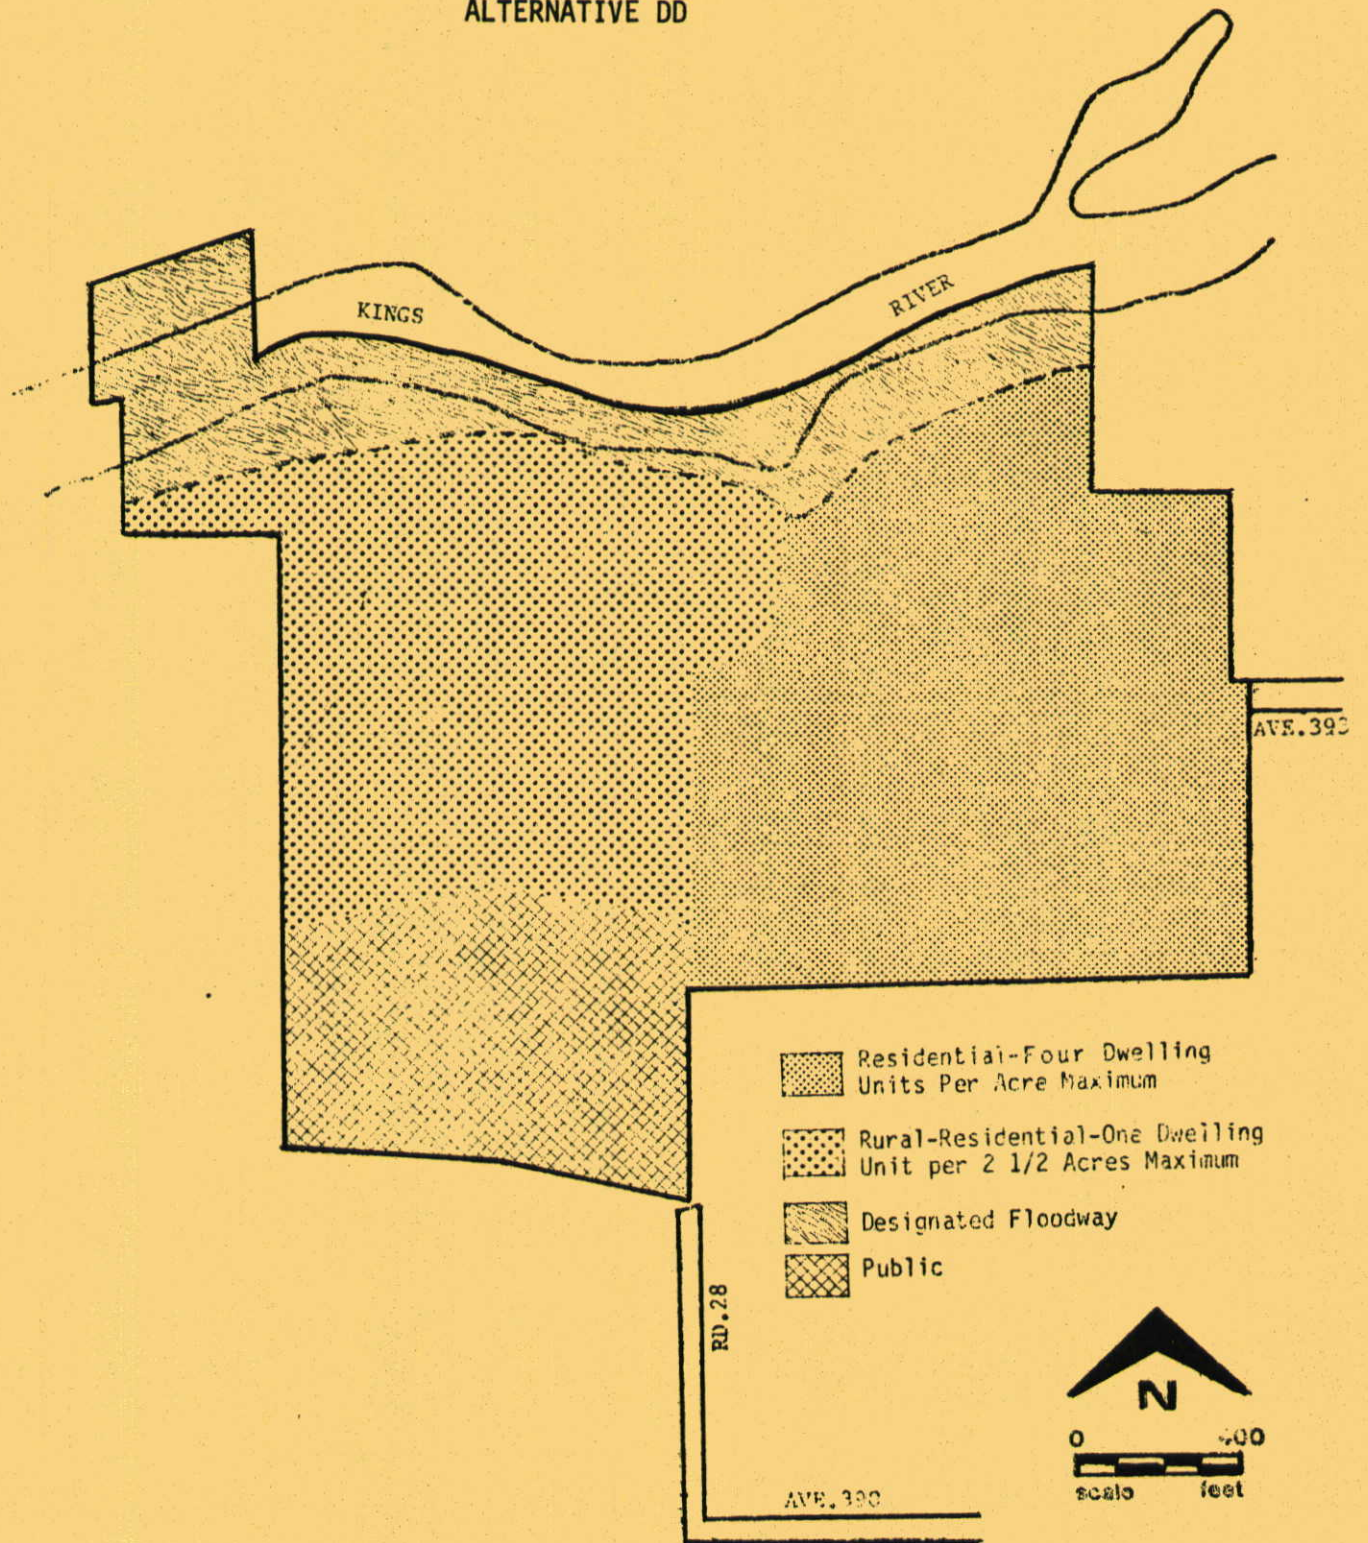 ALTERNATIVE DD
KINGS
RIVER
AVE.393
Residential-Four Dwelling
Units Per Acre Maximum
Rural-Residential-One Dwelling
Unit per 2 1/2 Acres Maximum
Designated Floodway
Public
RD.28
N
0 400
scale feet
AVE.390